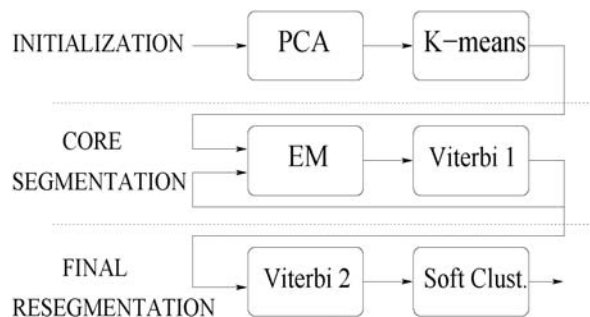 INITIALIZATION
PCA
K-means
CORE
SEGMENTATION
EM
Viterbi 1
FINAL
RESEGMENTATION
Viterbi 2
Soft Clust.